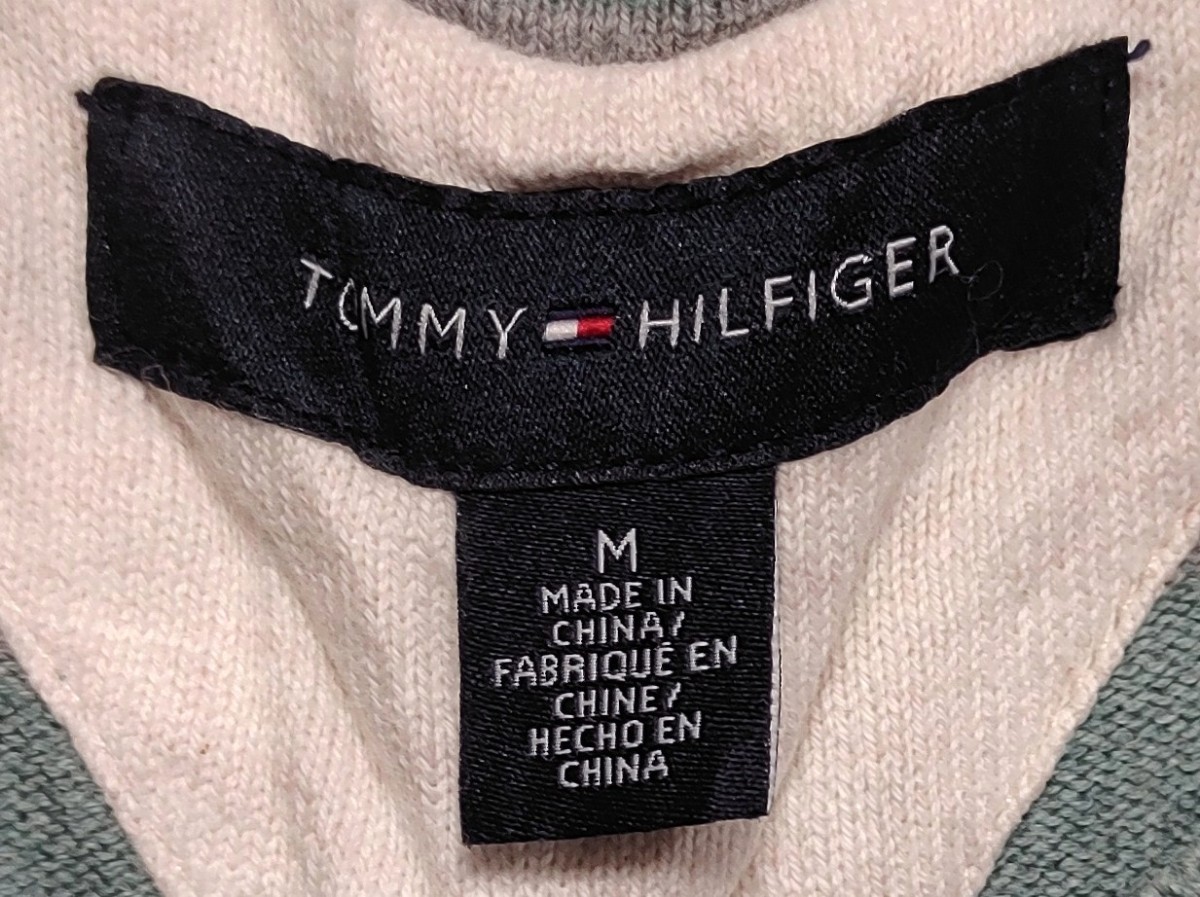 TOMMY HILFIGER
M
MADE IN
CHINA/
FABRIQUÉ EN
CHINE/
HECHO EN
CHINA